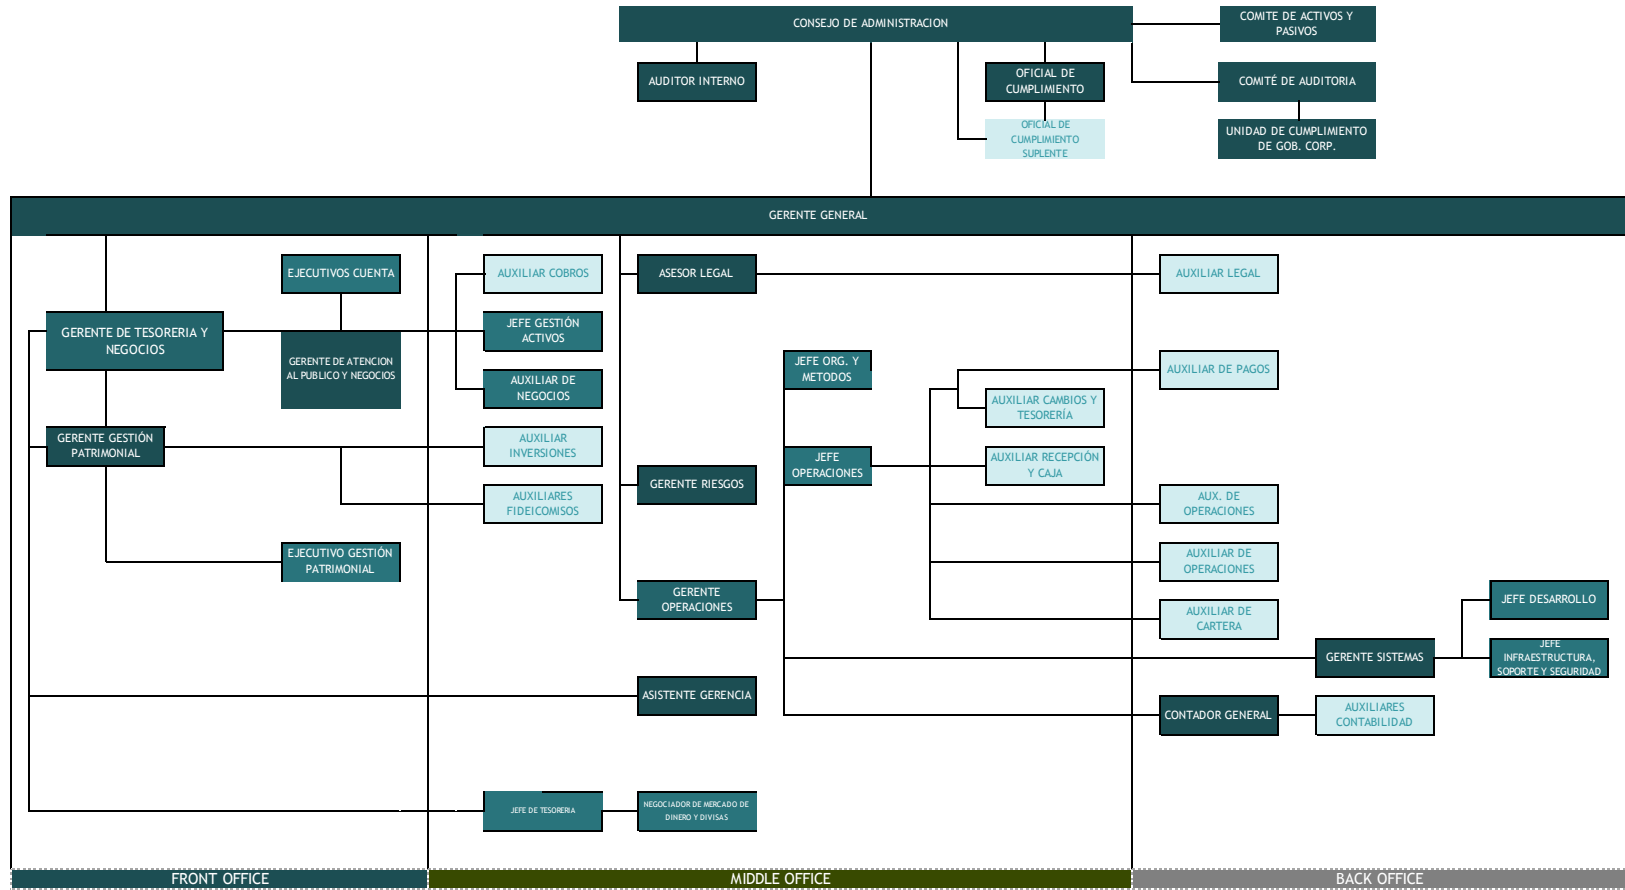 CONSEJO DE ADMINISTRACION
COMITE DE ACTIVOS Y
PASIVOS
AUDITOR INTERNO
OFICIAL DE
CUMPLIMIENTO
COMITÉ DE AUDITORIA
OFICIAL DE
CUMPLIMIENTO
SUPLENTE
UNIDAD DE CUMPLIMIENTO
DE GOB. CORP.
GERENTE GENERAL
EJECUTIVOS CUENTA
AUXILIAR COBROS
ASESOR LEGAL
AUXILIAR LEGAL
GERENTE DE TESORERIA Y
NEGOCIOS
JEFE GESTIÓN
ACTIVOS
GERENTE DE ATENCION
AL PUBLICO Y NEGOCIOS
JEFE ORG. Y
METODOS
AUXILIAR DE PAGOS
AUXILIAR DE
NEGOCIOS
AUXILIAR CAMBIOS Y
TESORERÍA
GERENTE GESTIÓN
PATRIMONIAL
AUXILIAR
INVERSIONES
JEFE
OPERACIONES
AUXILIAR RECEPCIÓN
Y CAJA
GERENTE RIESGOS
AUXILIARES
FIDEICOMISOS
AUX. DE
OPERACIONES
EJECUTIVO GESTIÓN
PATRIMONIAL
AUXILIAR DE
OPERACIONES
GERENTE
OPERACIONES
JEFE DESARROLLO
AUXILIAR DE
CARTERA
GERENTE SISTEMAS
JEFE
INFRAESTRUCTURA,
SOPORTE Y SEGURIDAD
ASISTENTE GERENCIA
CONTADOR GENERAL
AUXILIARES
CONTABILIDAD
JEFE DE TESORERIA
NEGOCIADOR DE MERCADO DE
DINERO Y DIVISAS
FRONT OFFICE
MIDDLE OFFICE
BACK OFFICE